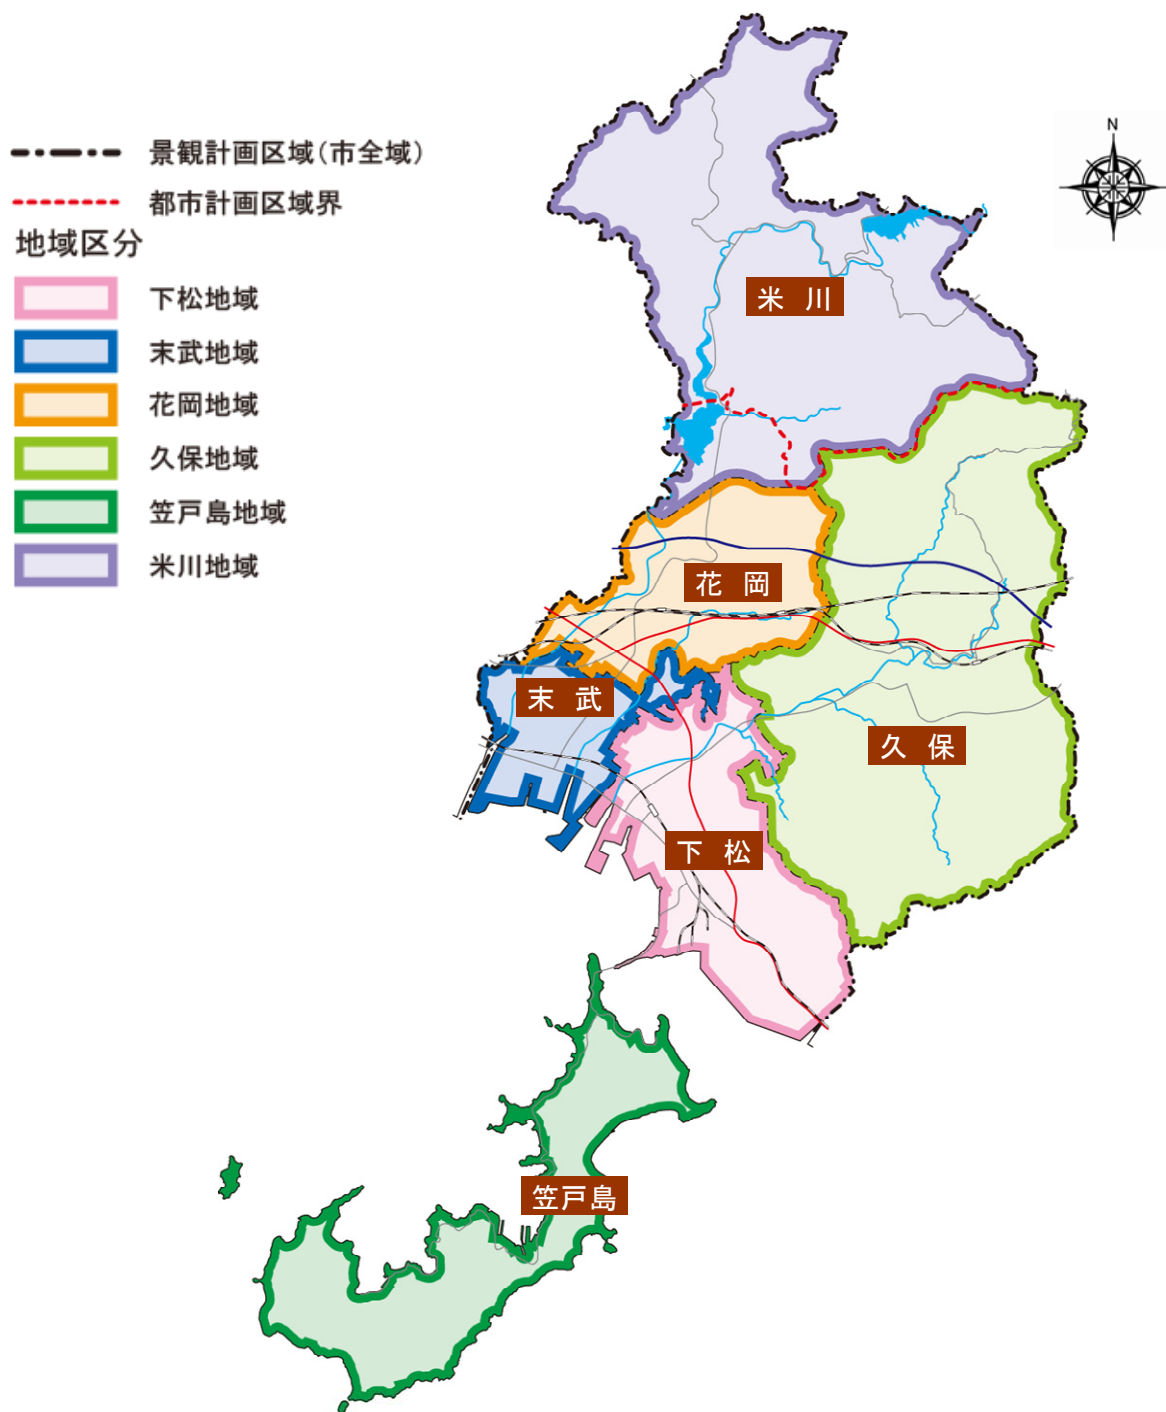 景観計画区域(市全域)
都市計画区域界
地域区分
下松地域
末武地域
花岡地域
久保地域
笠戸島地域
米川地域
N
米 川
花 岡
末 武
久 保
下 松
笠戸島